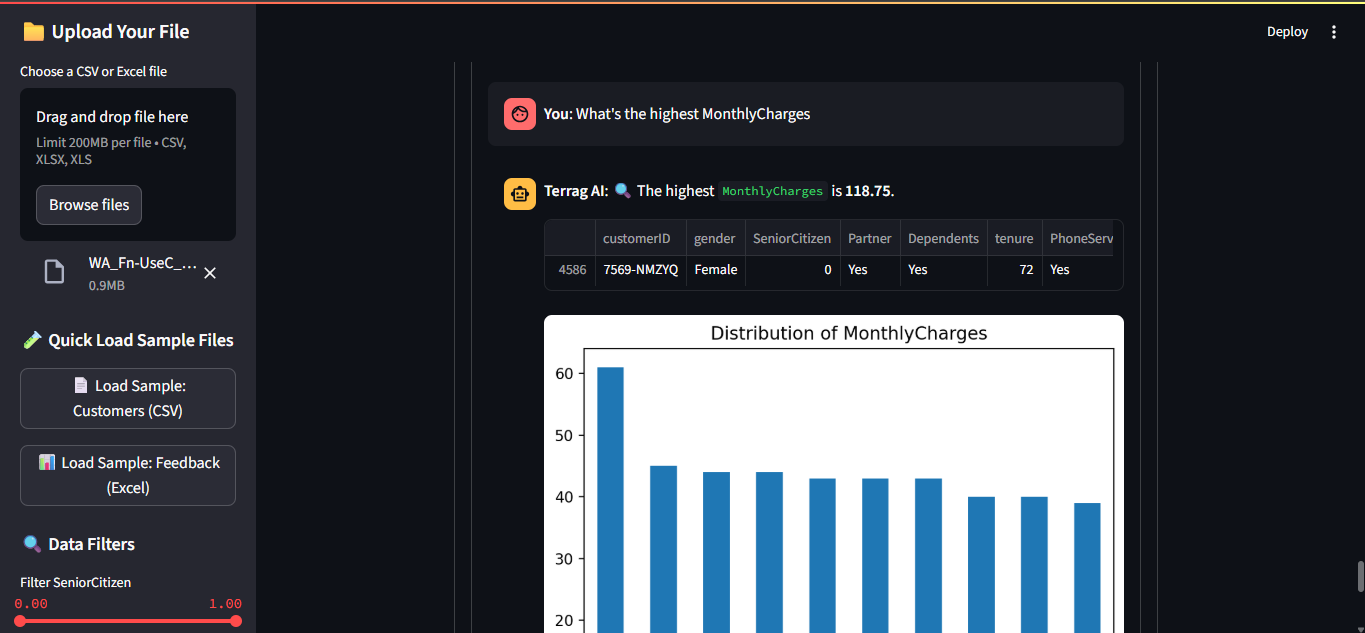 Upload Your File
Choose a CSV or Excel file
Drag and drop file here
Limit 200MB per file • CSV,
XLSX, XLS
Browse files
WA_Fn-UseC_...
0.9MB
Quick Load Sample Files
Load Sample:
Customers (CSV)
Load Sample: Feedback
(Excel)
Data Filters
Filter SeniorCitizen
0.00 1.00
Deploy
You: What's the highest MonthlyCharges
Terrag AI: The highest MonthlyCharges is 118.75.
customerID gender SeniorCitizen Partner Dependents tenure PhoneServ
4586 7569-NMZYQ Female 0 Yes Yes 72 Yes
Distribution of MonthlyCharges
60
50
40
30
20